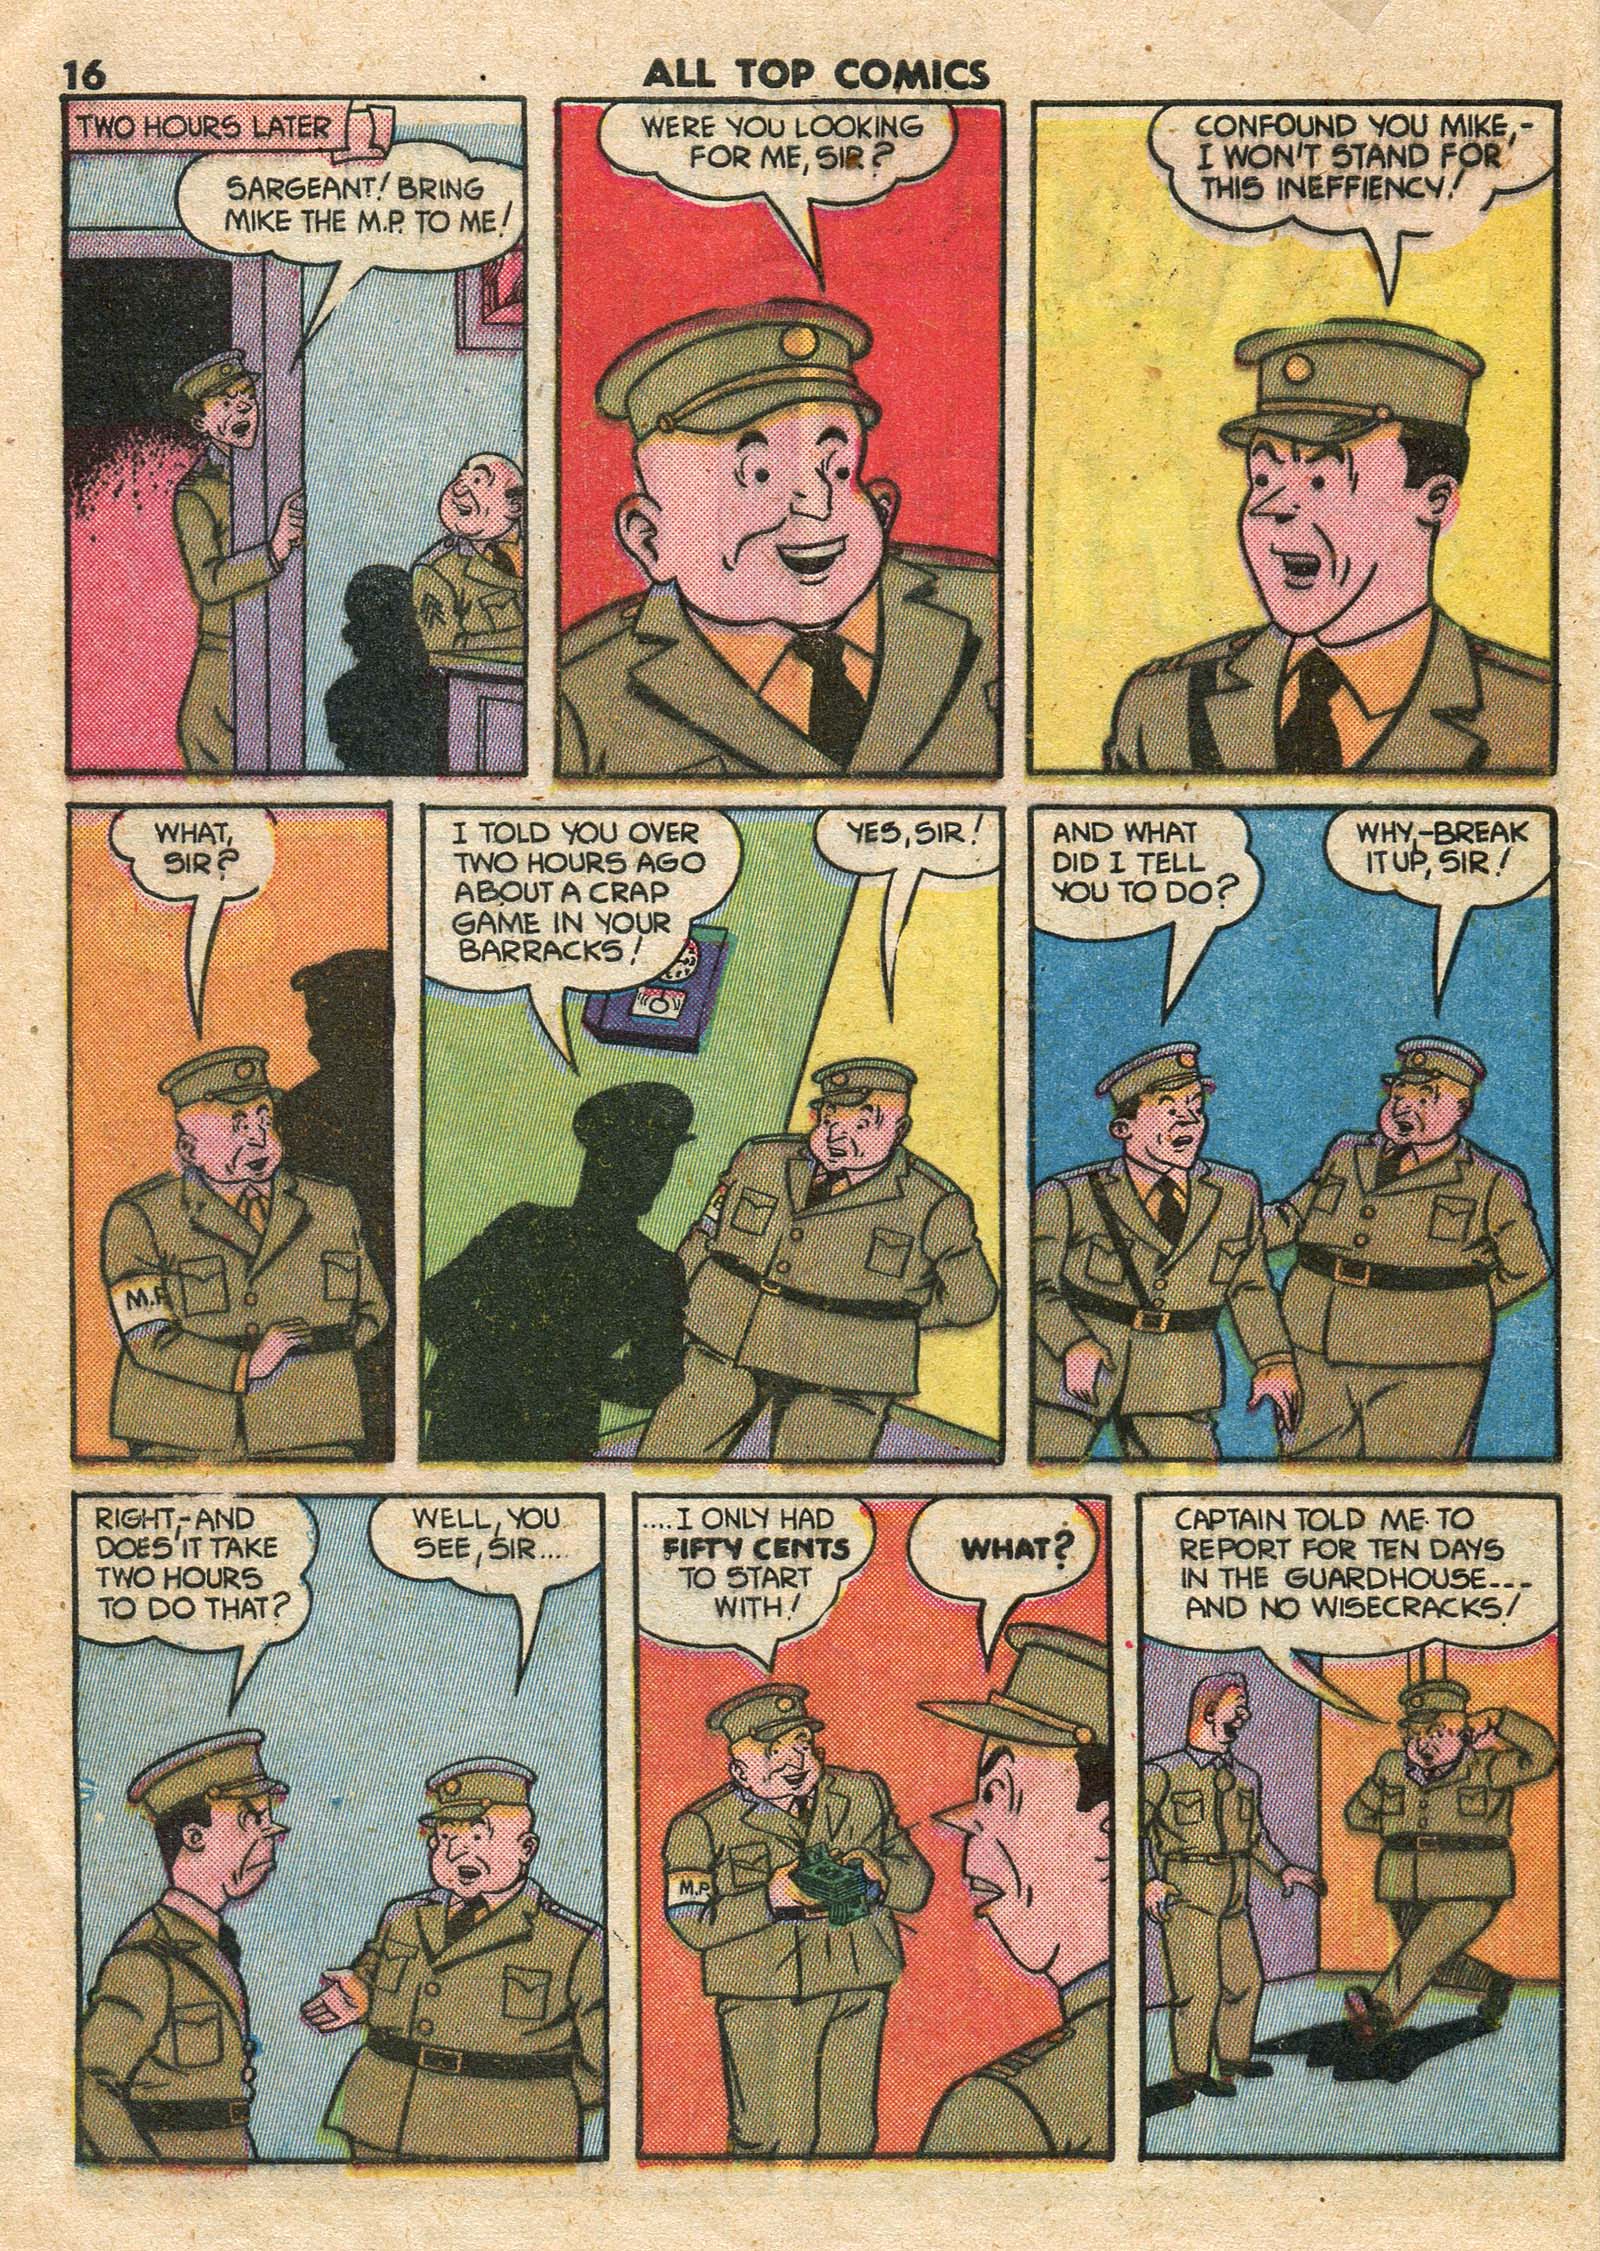 16
ALL TOP COMICS
TWO HOURS LATER
SARGEANT! BRING
MIKE THE M.P. TO ME!
WERE YOU LOOKING
FOR ME, SIR?
CONFOUND YOU MIKE,-
I WON'T STAND FOR
THIS INEFFIENCY!
WHAT,
SIR?
M.P.
I TOLD YOU OVER
TWO HOURS AGO
ABOUT A CRAP
GAME IN YOUR
BARRACKS!
YES, SIR!
AND WHAT
DID I TELL
YOU TO DO?
WHY,-BREAK
IT UP, SIR!
RIGHT,-AND
DOES IT TAKE
TWO HOURS
TO DO THAT?
WELL, YOU
SEE, SIR....
....I ONLY HAD
FIFTY CENTS
TO START
WITH!
WHAT?
M.P.
CAPTAIN TOLD ME TO
REPORT FOR TEN DAYS
IN THE GUARDHOUSE---
AND NO WISECRACKS!